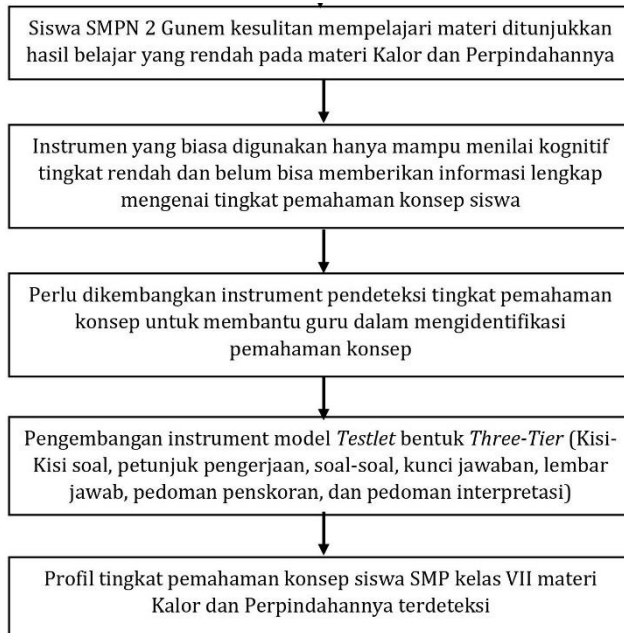 Siswa SMPN 2 Gunem kesulitan mempelajari materi ditunjukkan
hasil belajar yang rendah pada materi Kalor dan Perpindahannya
Instrumen yang biasa digunakan hanya mampu menilai kognitif
tingkat rendah dan belum bisa memberikan informasi lengkap
mengenai tingkat pemahaman konsep siswa
Perlu dikembangkan instrument pendeteksi tingkat pemahaman
konsep untuk membantu guru dalam mengidentifikasi
pemahaman konsep
Pengembangan instrument model Testlet bentuk Three-Tier (Kisi-
Kisi soal, petunjuk pengerjaan, soal-soal, kunci jawaban, lembar
jawab, pedoman penskoran, dan pedoman interpretasi)
Profil tingkat pemahaman konsep siswa SMP kelas VII materi
Kalor dan Perpindahannya terdeteksi